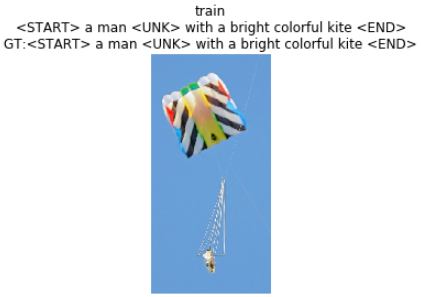 train
<START> a man <UNK> with a bright colorful kite <END>
GT:<START> a man <UNK> with a bright colorful kite <END>